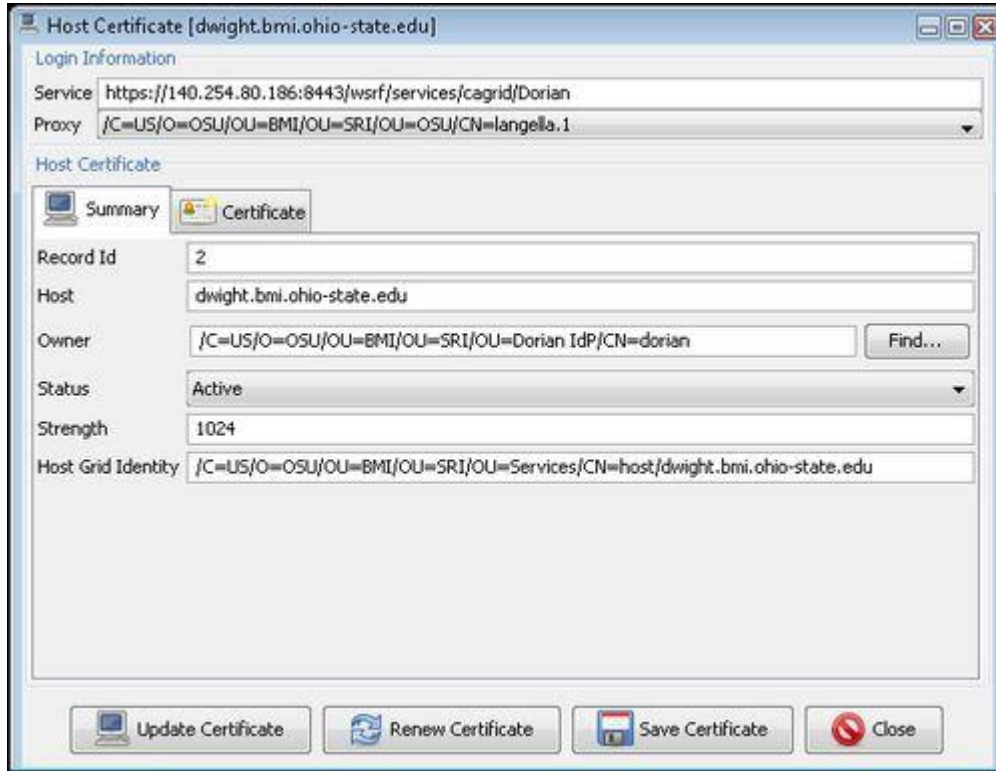 Host Certificate [dwight.bmi.ohio-state.edu]
Login Information
Service https://140.254.80.186:8443/wsrf/services/cagrid/Dorian
Proxy /C=US/O=OSU/OU=BMI/OU=SRI/OU=OSU/CN=langella.1
Host Certificate
Summary Certificate
Record Id 2
Host dwight.bmi.ohio-state.edu
Owner /C=US/O=OSU/OU=BMI/OU=SRI/OU=Dorian IdP/CN=dorian Find...
Status Active
Strength 1024
Host Grid Identity /C=US/O=OSU/OU=BMI/OU=SRI/OU=Services/CN=host/dwight.bmi.ohio-state.edu
Update Certificate Renew Certificate Save Certificate Close